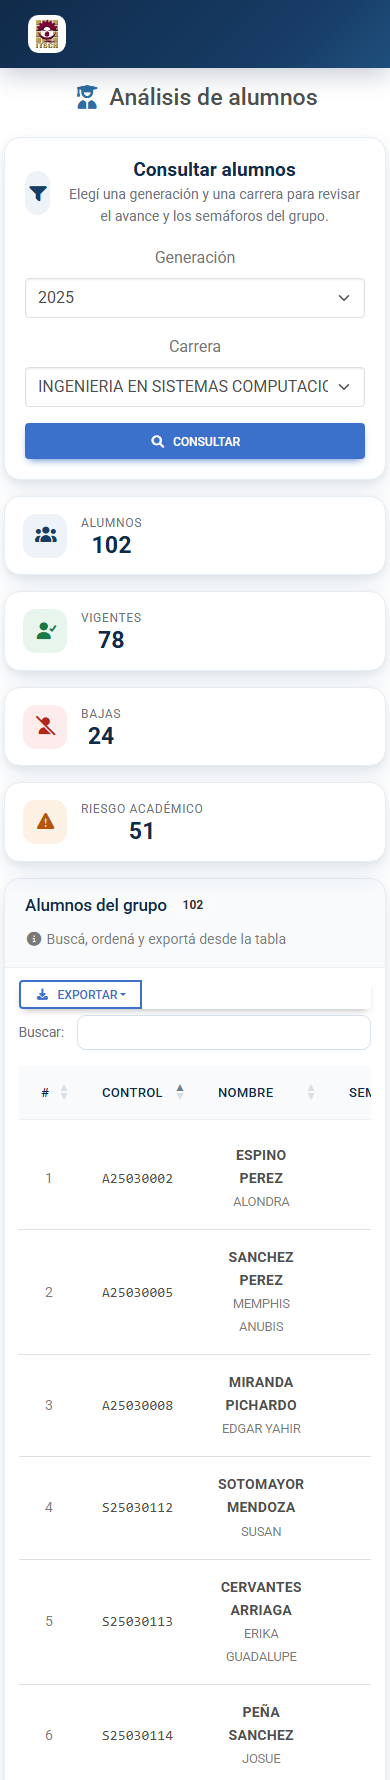 ITSCH
Análisis de alumnos
Consultar alumnos
Elegí una generación y una carrera para revisar
el avance y los semáforos del grupo.
Generación
2025
Carrera
INGENIERIA EN SISTEMAS COMPUTACIO
CONSULTAR
ALUMNOS
102
VIGENTES
78
BAJAS
24
RIESGO ACADÉMICO
51
Alumnos del grupo 102
Buscá, ordená y exportá desde la tabla
EXPORTAR
Buscar:
# CONTROL NOMBRE SEM
1 A25030002 ESPINO
PEREZ
ALONDRA
2 A25030005 SANCHEZ
PEREZ
MEMPHIS
ANUBIS
3 A25030008 MIRANDA
PICHARDO
EDGAR YAHIR
4 S25030112 SOTOMAYOR
MENDOZA
SUSAN
5 S25030113 CERVANTES
ARRIAGA
ERIKA
GUADALUPE
6 S25030114 PEÑA
SANCHEZ
JOSUE